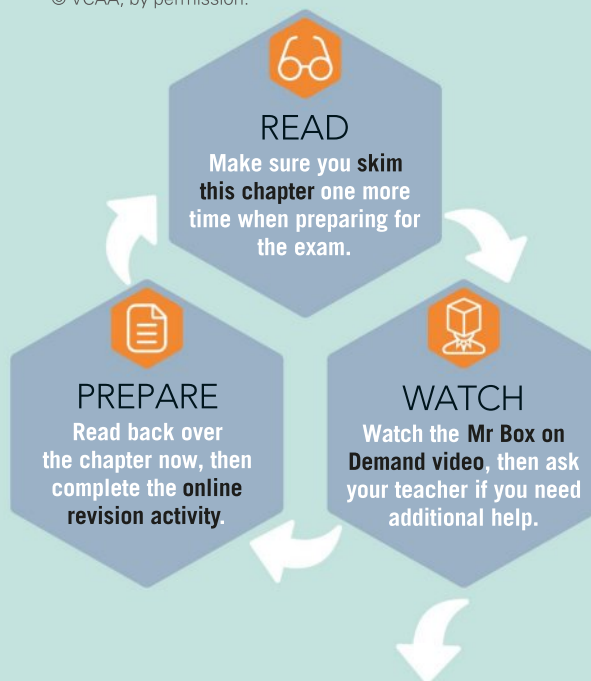 © VCAA, by permission.
READ
Make sure you skim
this chapter one more
time when preparing for
the exam.
PREPARE
Read back over
the chapter now, then
complete the online
revision activity.
WATCH
Watch the Mr Box on
Demand video, then ask
your teacher if you need
additional help.